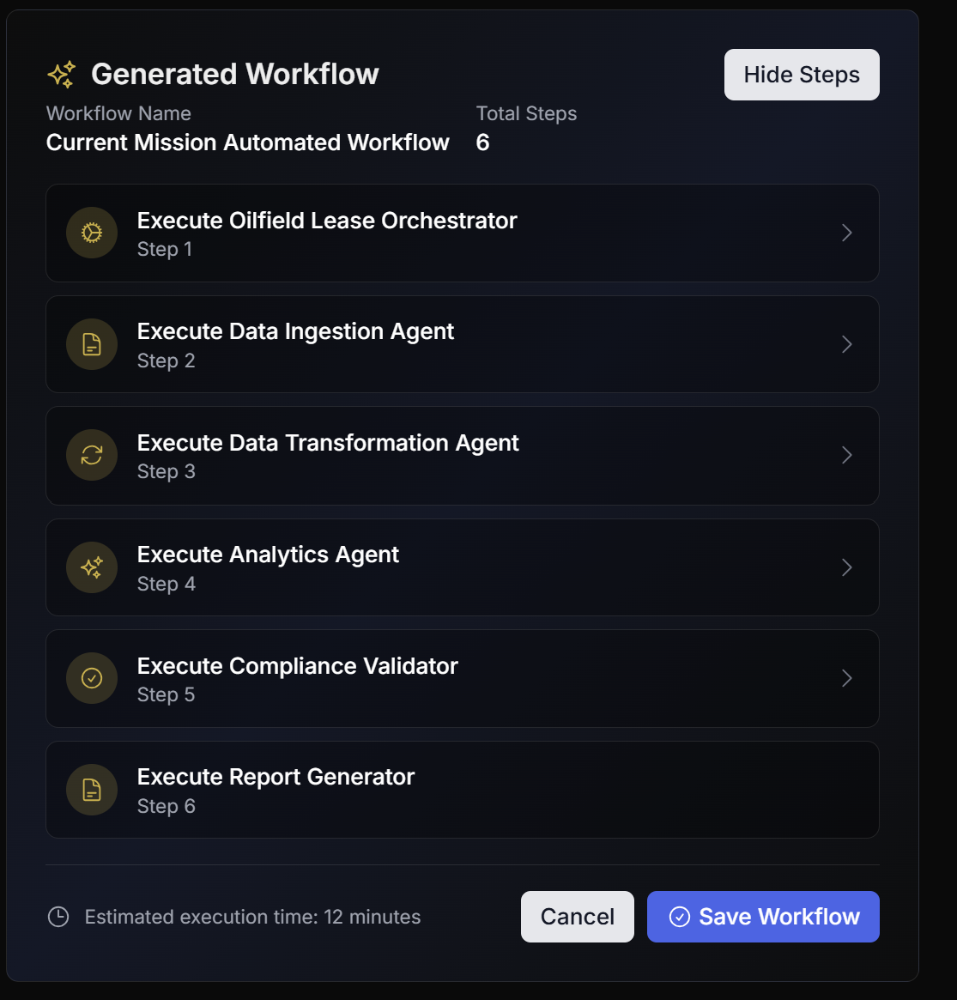 Generated Workflow
Hide Steps
Workflow Name
Total Steps
Current Mission Automated Workflow
6
Execute Oilfield Lease Orchestrator
Step 1
Execute Data Ingestion Agent
Step 2
Execute Data Transformation Agent
Step 3
Execute Analytics Agent
Step 4
Execute Compliance Validator
Step 5
Execute Report Generator
Step 6
Estimated execution time: 12 minutes
Cancel
Save Workflow